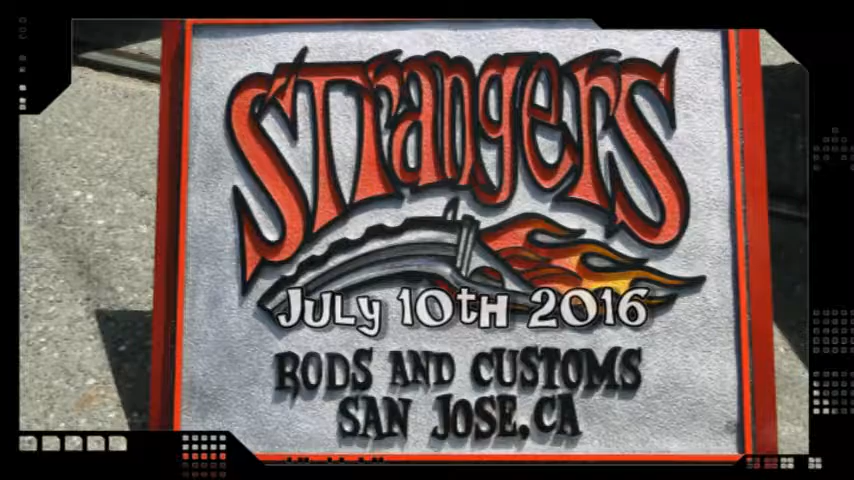 Strangers
July 10th 2016
RODS AND CUSTOMS
SAN JOSE, CA